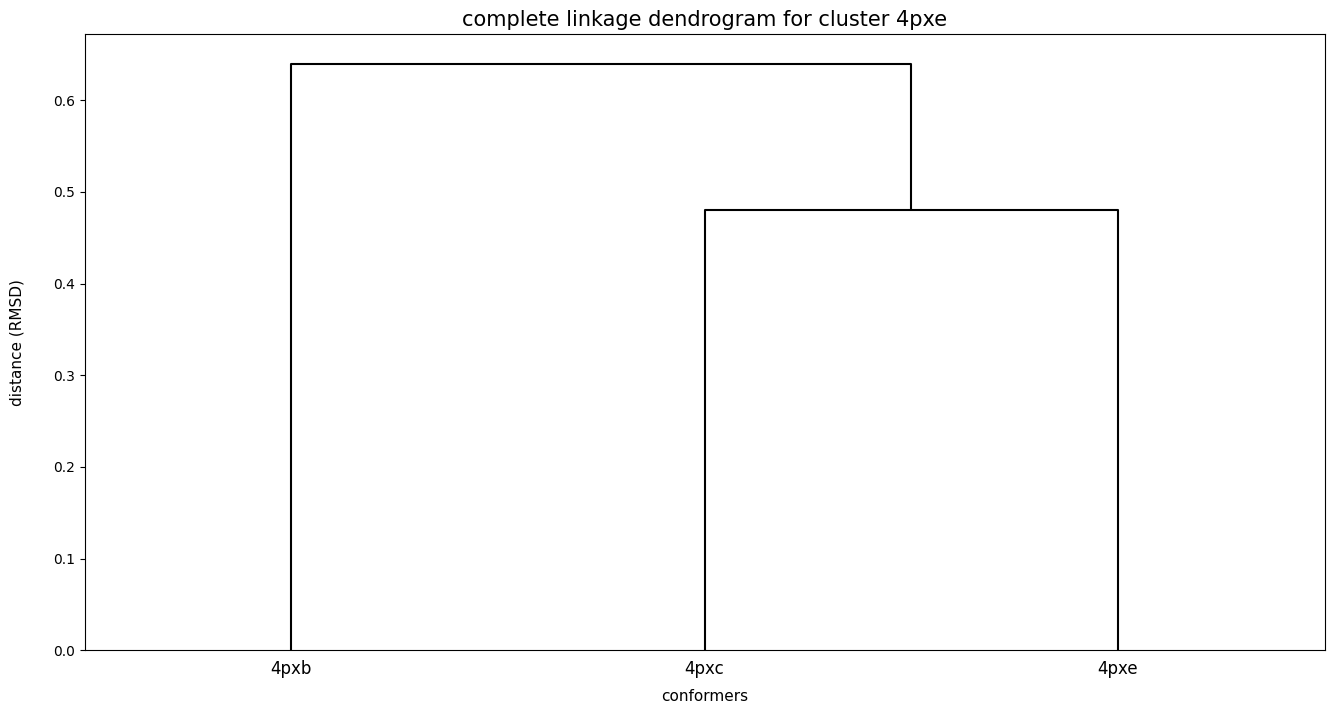 complete linkage dendrogram for cluster 4pxe
distance (RMSD)
0.6
0.5
0.4
0.3
0.2
0.1
0.0
4pxb 4pxc 4pxe
conformers